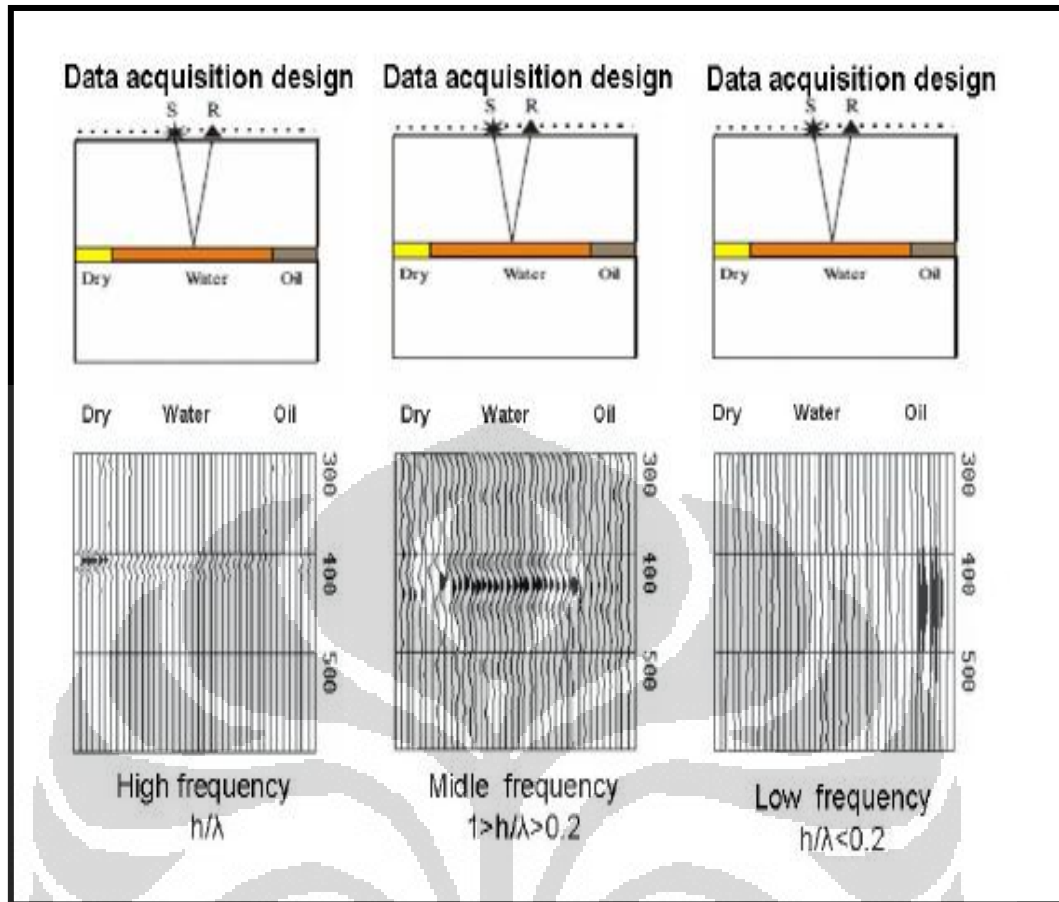 Data acquisition design
S R
Dry Water Oil
Dry Water Oil
300
400
500
High frequency
h/λ
Data acquisition design
S R
Dry Water Oil
Dry Water Oil
300
400
500
Midle frequency
1>h/λ>0.2
Data acquisition design
S R
Dry Water Oil
Dry Water Oil
300
400
500
Low frequency
h/λ<0.2